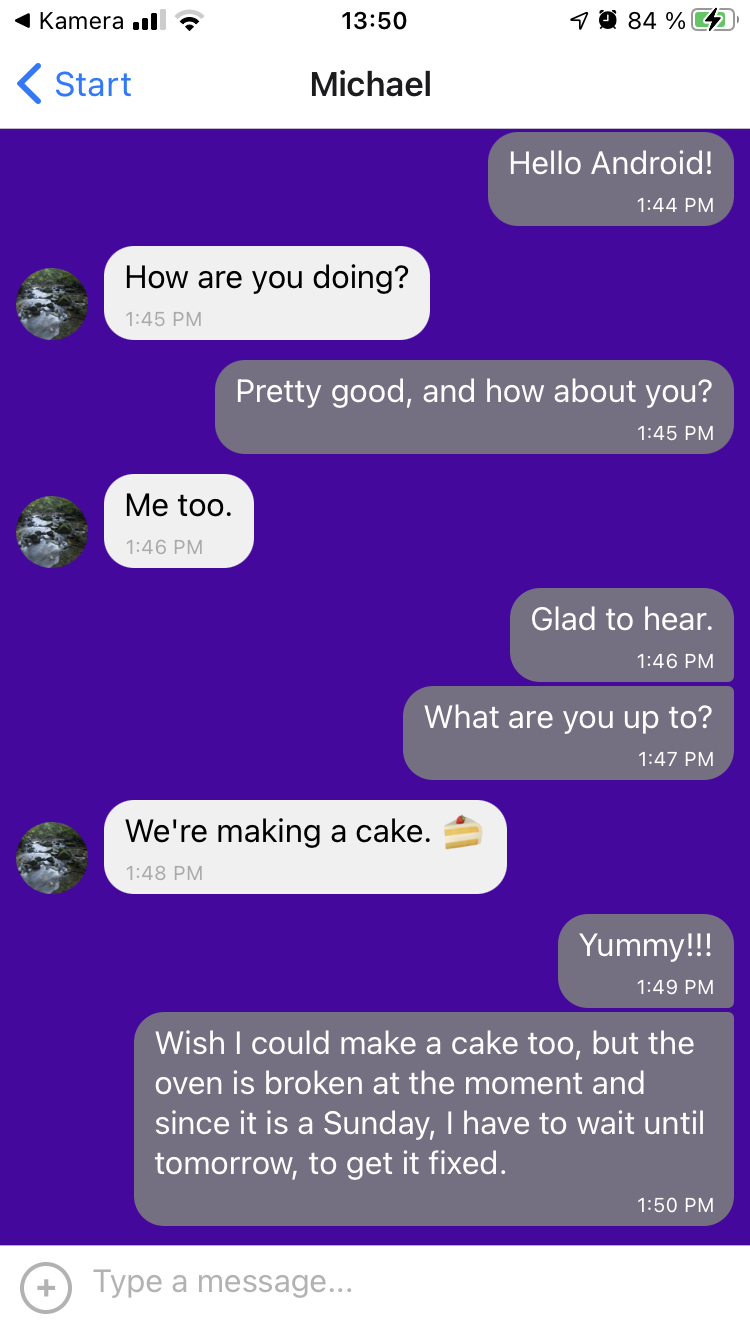 Kamera 13:50 84 %
Start Michael
Hello Android!
1:44 PM
How are you doing?
1:45 PM
Pretty good, and how about you?
1:45 PM
Me too.
1:46 PM
Glad to hear.
1:46 PM
What are you up to?
1:47 PM
We're making a cake. 🍰
1:48 PM
Yummy!!!
1:49 PM
Wish I could make a cake too, but the
oven is broken at the moment and
since it is a Sunday, I have to wait until
tomorrow, to get it fixed.
1:50 PM
Type a message...